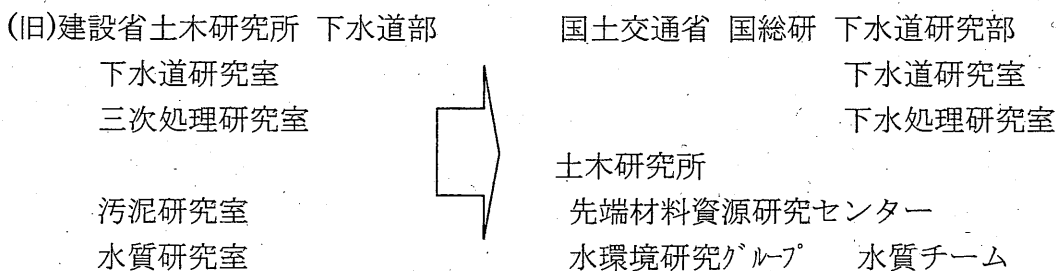 (旧)建設省土木研究所 下水道部
下水道研究室
三次処理研究室
汚泥研究室
水質研究室
国土交通省 国総研 下水道研究部
下水道研究室
下水処理研究室
土木研究所
先端材料資源研究センター
水環境研究ｸﾞﾙｰﾌﾟ 水質チーム